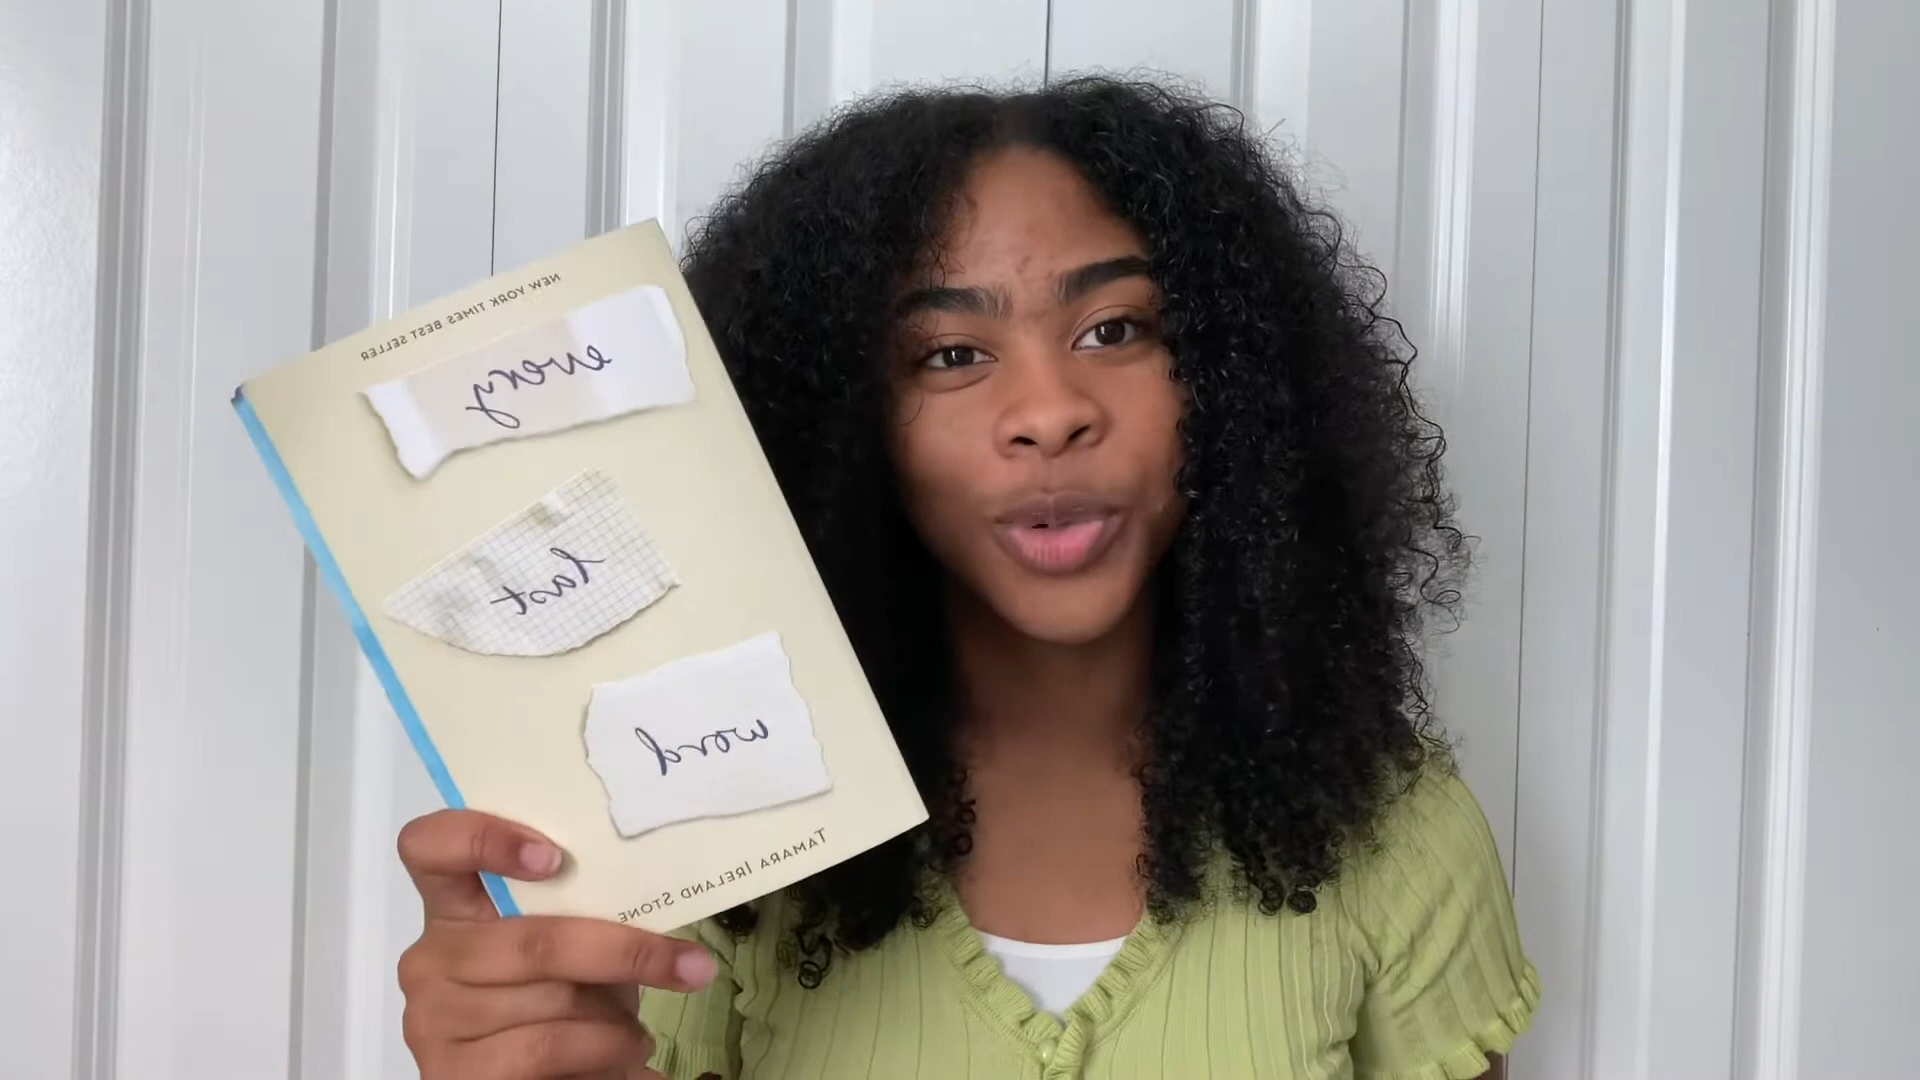 NEW YORK TIMES BEST SELLER
every
last
word
TAMARA IRELAND STONE